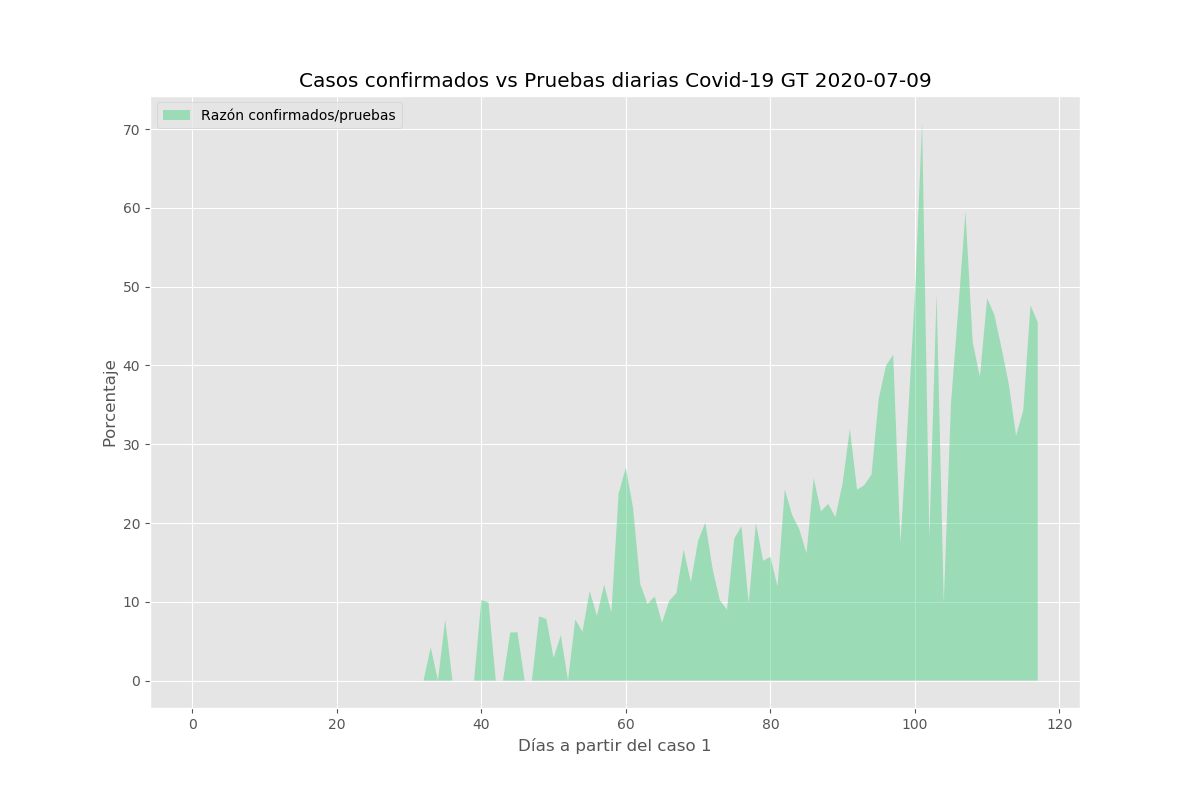 Casos confirmados vs Pruebas diarias Covid-19 GT 2020-07-09
Razón confirmados/pruebas
70
60
50
40
30
20
10
0
Porcentaje
0 20 40 60 80 100 120
Días a partir del caso 1